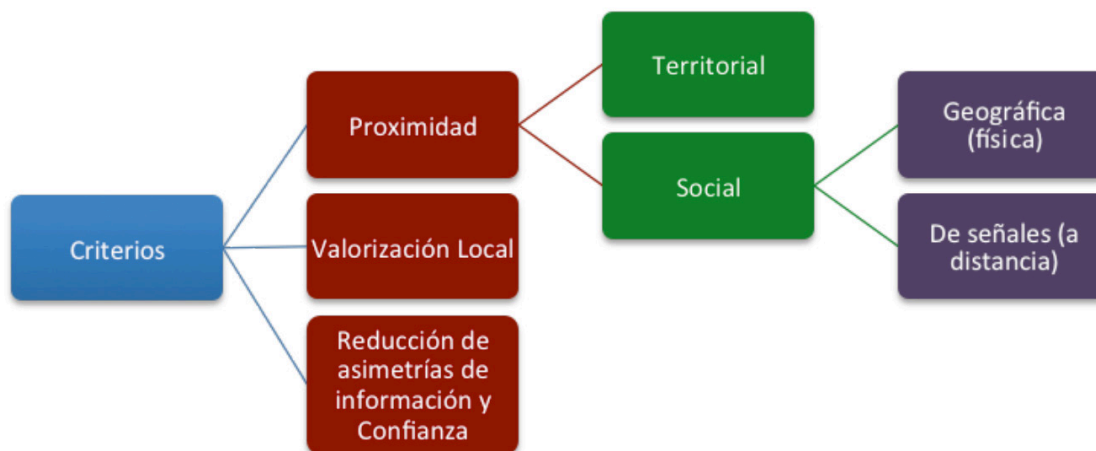 Criterios
Proximidad
Valorización Local
Reducción de
asimetrías de
información y
Confianza
Territorial
Social
Geográfica
(física)
De señales (a
distancia)